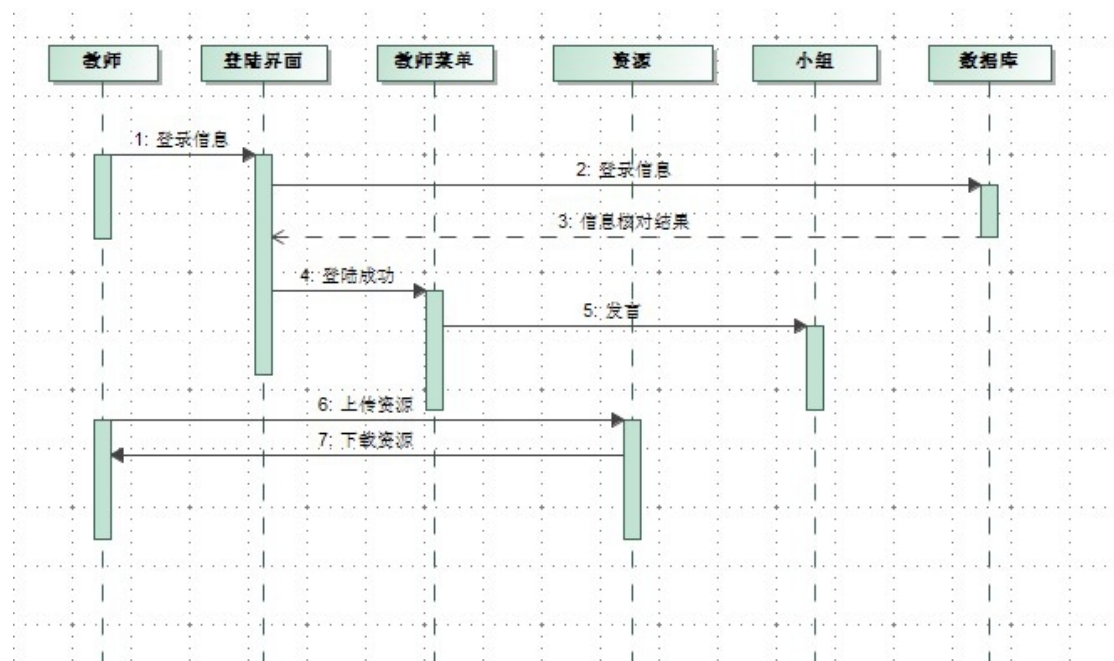 教师
登陆界面
教师菜单
资源
小组
数据库
1: 登录信息
2: 登录信息
3: 信息核对结果
4: 登陆成功
5: 发言
6: 上传资源
7: 下载资源